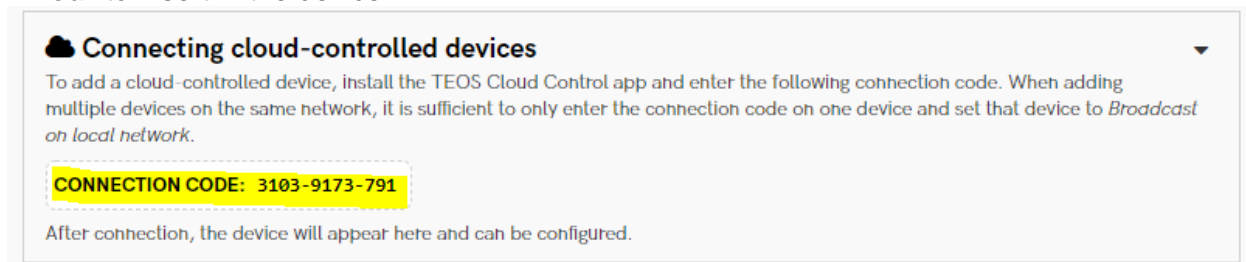 Connecting cloud-controlled devices
To add a cloud-controlled device, install the TEOS Cloud Control app and enter the following connection code. When adding
multiple devices on the same network, it is sufficient to only enter the connection code on one device and set that device to Broadcast
on local network.
CONNECTION CODE: 3103-9173-791
After connection, the device will appear here and can be configured.